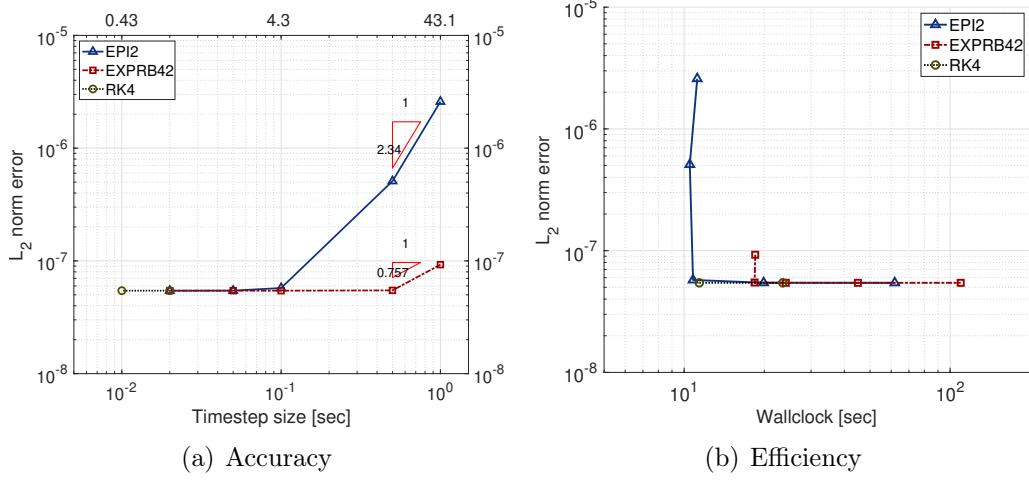 0.43 4.3 43.1
10^-5 10^-5
EPI2
EXPRB42
RK4
1
2.34
10^-6 10^-6
L_2 norm error
10^-7 10^-7
1
0.757
10^-8 10^-8
10^-2 10^-1 10^0
Timestep size [sec]
(a) Accuracy
10^-5
EPI2
EXPRB42
RK4
10^-6
L_2 norm error
10^-7
10^-8
10^1 10^2
Wallclock [sec]
(b) Efficiency